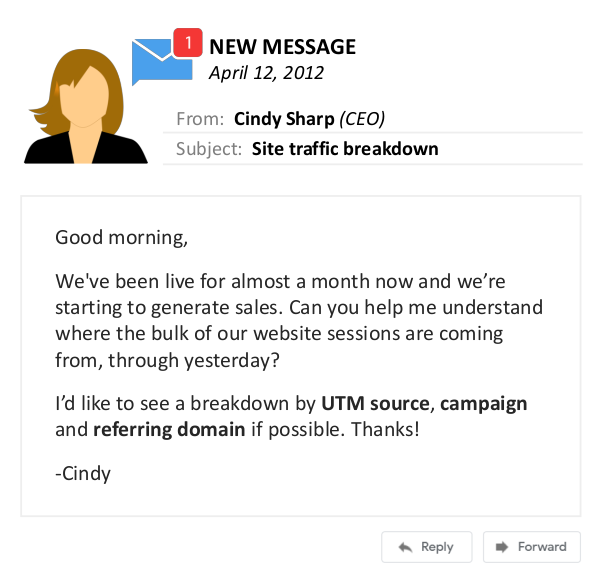 1
NEW MESSAGE
April 12, 2012
From: Cindy Sharp (CEO)
Subject: Site traffic breakdown
Good morning,
We've been live for almost a month now and we’re
starting to generate sales. Can you help me understand
where the bulk of our website sessions are coming
from, through yesterday?
I’d like to see a breakdown by UTM source, campaign
and referring domain if possible. Thanks!
-Cindy
Reply
Forward